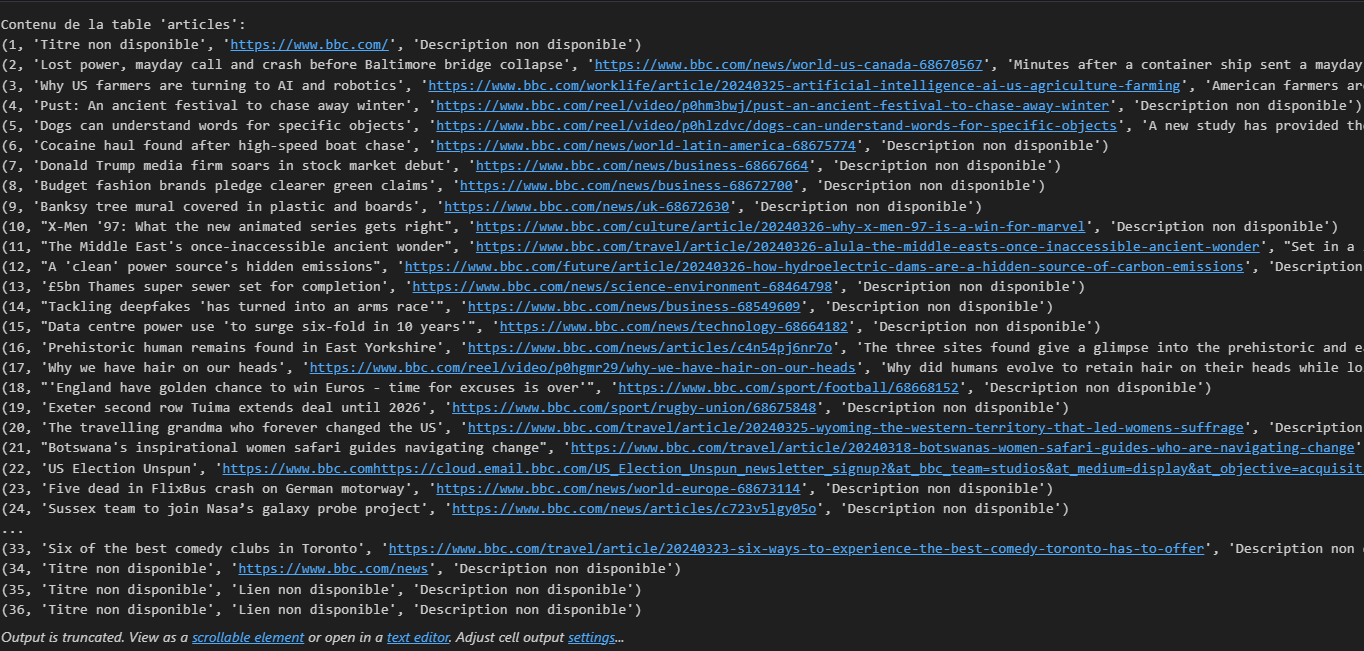 Contenu de la table 'articles':
(1, 'Titre non disponible', 'https://www.bbc.com/', 'Description non disponible')
(2, 'Lost power, mayday call and crash before Baltimore bridge collapse', 'https://www.bbc.com/news/world-us-canada-68670567', 'Minutes after a container ship sent a mayday
(3, 'Why US farmers are turning to AI and robotics', 'https://www.bbc.com/worklife/article/20240325-artificial-intelligence-ai-us-agriculture-farming', 'American farmers are
(4, 'Pust: An ancient festival to chase away winter', 'https://www.bbc.com/reel/video/p0hm3bwj/pust-an-ancient-festival-to-chase-away-winter', 'Description non disponible')
(5, 'Dogs can understand words for specific objects', 'https://www.bbc.com/reel/video/p0hlzdvc/dogs-can-understand-words-for-specific-objects', 'A new study has provided the
(6, 'Cocaine haul found after high-speed boat chase', 'https://www.bbc.com/news/world-latin-america-68675774', 'Description non disponible')
(7, 'Donald Trump media firm soars in stock market debut', 'https://www.bbc.com/news/business-68667664', 'Description non disponible')
(8, 'Budget fashion brands pledge clearer green claims', 'https://www.bbc.com/news/business-68672700', 'Description non disponible')
(9, 'Banksy tree mural covered in plastic and boards', 'https://www.bbc.com/news/uk-68672630', 'Description non disponible')
(10, "X-Men '97: What the new animated series gets right", 'https://www.bbc.com/culture/article/20240326-why-x-men-97-is-a-win-for-marvel', 'Description non disponible')
(11, "The Middle East's once-inaccessible ancient wonder", 'https://www.bbc.com/travel/article/20240326-alula-the-middle-easts-once-inaccessible-ancient-wonder', "Set in a
(12, "A 'clean' power source's hidden emissions", 'https://www.bbc.com/future/article/20240326-how-hydroelectric-dams-are-a-hidden-source-of-carbon-emissions', 'Description
(13, '£5bn Thames super sewer set for completion', 'https://www.bbc.com/news/science-environment-68464798', 'Description non disponible')
(14, "Tackling deepfakes 'has turned into an arms race'", 'https://www.bbc.com/news/business-68549609', 'Description non disponible')
(15, "Data centre power use 'to surge six-fold in 10 years'", 'https://www.bbc.com/news/technology-68664182', 'Description non disponible')
(16, 'Prehistoric human remains found in East Yorkshire', 'https://www.bbc.com/news/articles/c4n54pj6nr7o', 'The three sites found give a glimpse into the prehistoric and ea
(17, 'Why we have hair on our heads', 'https://www.bbc.com/reel/video/p0hgmr29/why-we-have-hair-on-our-heads', 'Why did humans evolve to retain hair on their heads while lo
(18, "'England have golden chance to win Euros - time for excuses is over'", 'https://www.bbc.com/sport/football/68668152', 'Description non disponible')
(19, 'Exeter second row Tuima extends deal until 2026', 'https://www.bbc.com/sport/rugby-union/68675848', 'Description non disponible')
(20, 'The travelling grandma who forever changed the US', 'https://www.bbc.com/travel/article/20240325-wyoming-the-western-territory-that-led-womens-suffrage', 'Description
(21, "Botswana's inspirational women safari guides navigating change", 'https://www.bbc.com/travel/article/20240318-botswanas-women-safari-guides-who-are-navigating-change'
(22, 'US Election Unspun', 'https://www.bbc.comhttps://cloud.email.bbc.com/US_Election_Unspun_newsletter_signup?&at_bbc_team=studios&at_medium=display&at_objective=acquisit
(23, 'Five dead in FlixBus crash on German motorway', 'https://www.bbc.com/news/world-europe-68673114', 'Description non disponible')
(24, 'Sussex team to join Nasa’s galaxy probe project', 'https://www.bbc.com/news/articles/c723v5lgy05o', 'Description non disponible')
...
(33, 'Six of the best comedy clubs in Toronto', 'https://www.bbc.com/travel/article/20240323-six-ways-to-experience-the-best-comedy-toronto-has-to-offer', 'Description non
(34, 'Titre non disponible', 'https://www.bbc.com/news', 'Description non disponible')
(35, 'Titre non disponible', 'Lien non disponible', 'Description non disponible')
(36, 'Titre non disponible', 'Lien non disponible', 'Description non disponible')
Output is truncated. View as a scrollable element or open in a text editor. Adjust cell output settings...